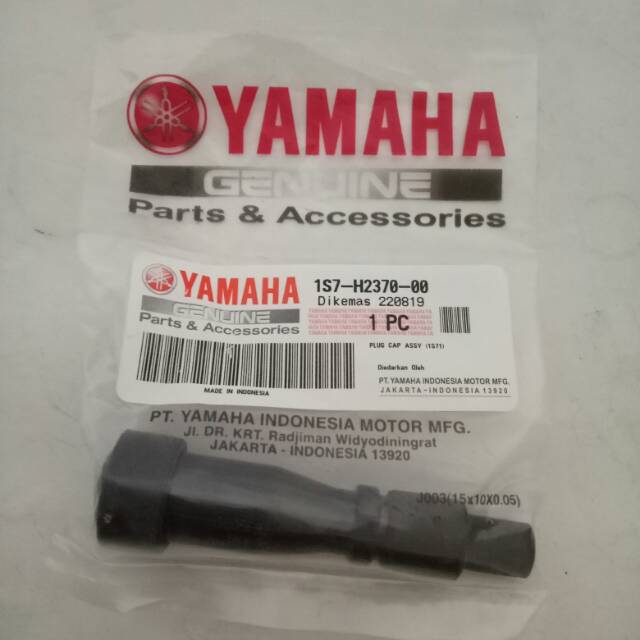 YAMAHA
GENUINE
Parts & Accessories
YAMAHA
GENUINE
Parts & Accessories
MADE IN INDONESIA
1S7-H2370-00
Dikemas 220819
1 PC
PLUG CAP ASSY (1S71)
Diedarkan Oleh
PT. YAMAHA INDONESIA MOTOR MFG.
JAKARTA-INDONESIA 13920
PT. YAMAHA INDONESIA MOTOR MFG.
Jl. DR. KRT. Radjiman Widyodiningrat
JAKARTA - INDONESIA 13920
J003(15x10X0.05)